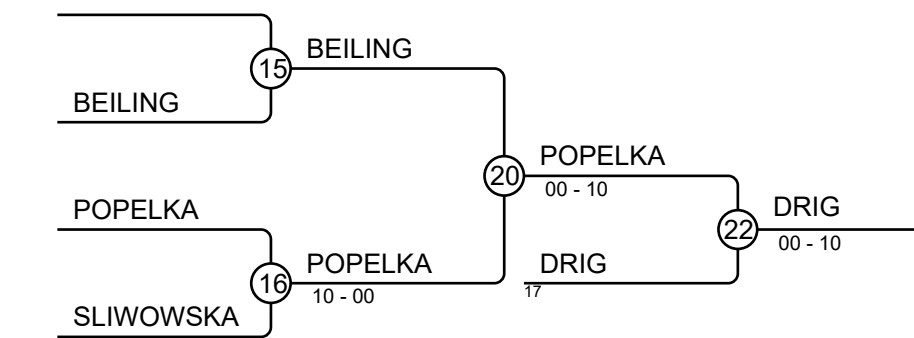 BEILING
15
BEILING
POPELKA
20
00 - 10
DRIG
22
00 - 10
POPELKA
POPELKA
DRIG
16
10 - 00
17
SLIWOWSKA